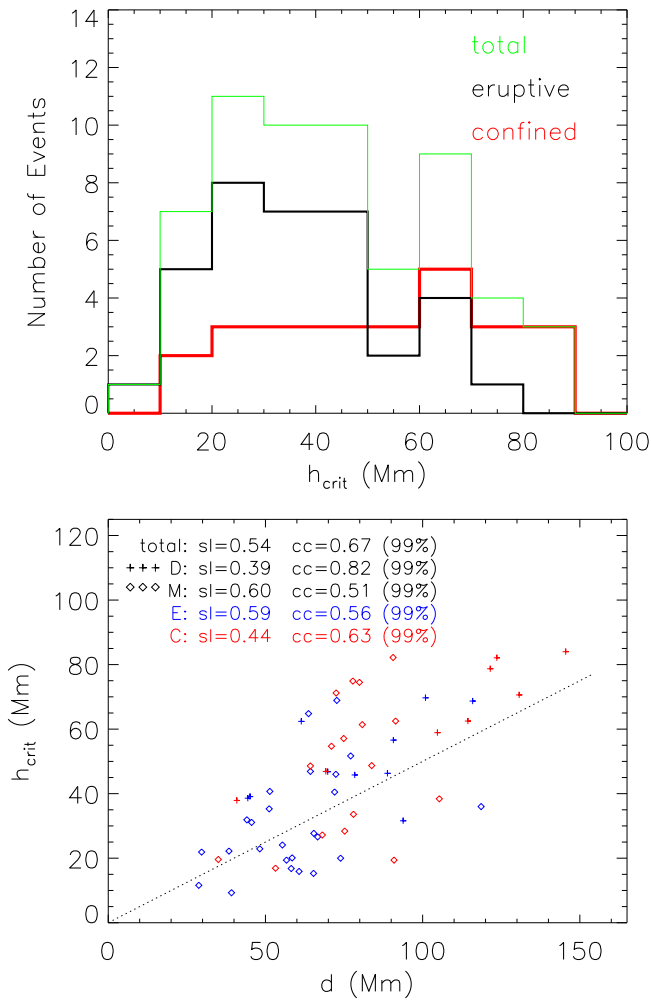 14
12
10
8
6
4
2
0
Number of Events
total
eruptive
confined
0 20 40 60 80 100
h_crit (Mm)
120
100
80
60
40
20
0
h_crit (Mm)
total: sl=0.54 cc=0.67 (99%)
+++ D: sl=0.39 cc=0.82 (99%)
◇◇◇ M: sl=0.60 cc=0.51 (99%)
E: sl=0.59 cc=0.56 (99%)
C: sl=0.44 cc=0.63 (99%)
0 50 100 150
d (Mm)